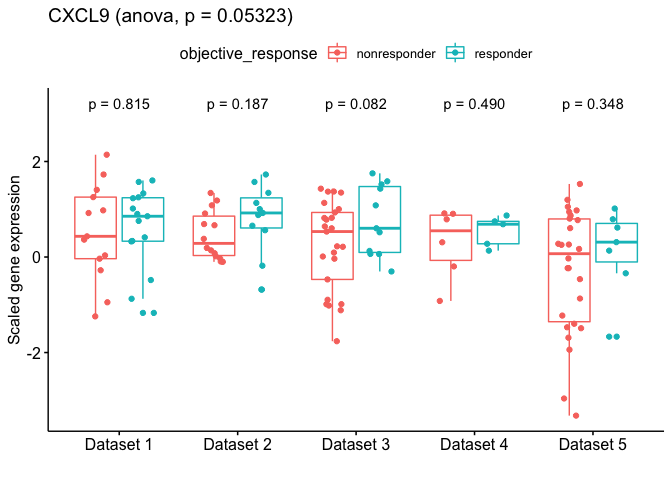 CXCL9 (anova, p = 0.05323)
objective_response nonresponder responder
p = 0.815 p = 0.187 p = 0.082 p = 0.490 p = 0.348
Scaled gene expression
2
0
-2
Dataset 1 Dataset 2 Dataset 3 Dataset 4 Dataset 5